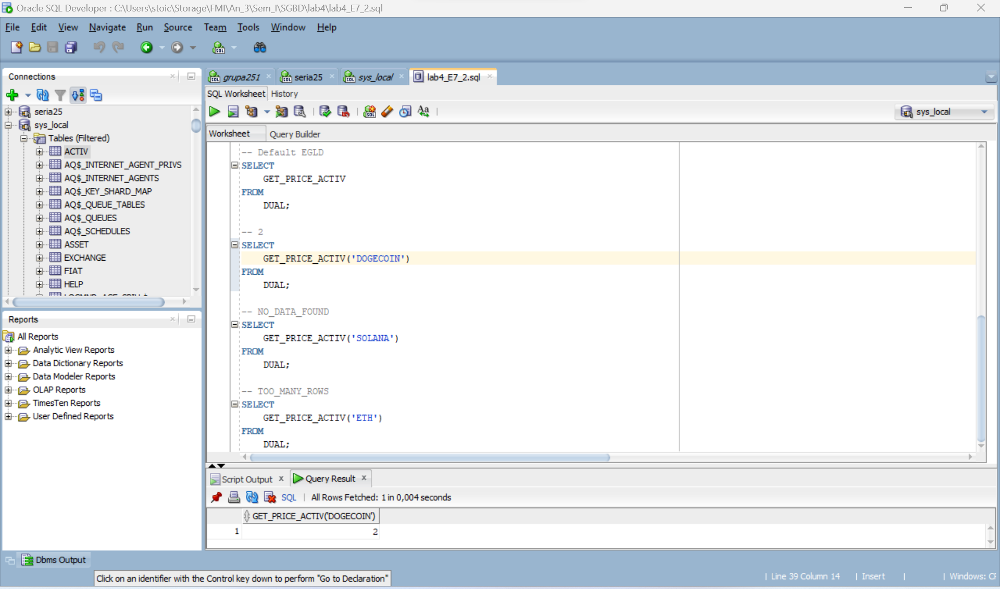 Oracle SQL Developer : C:\Users\stoic\Storage\FMI\An_3\Sem_I\SGBD\lab4\lab4_E7_2.sql
File Edit View Navigate Run Source Team Tools Window Help
Connections
seria25
sys_local
Tables (Filtered)
ACTIV
AQ$_INTERNET_AGENT_PRIVS
AQ$_INTERNET_AGENTS
AQ$_KEY_SHARD_MAP
AQ$_QUEUE_TABLES
AQ$_QUEUES
AQ$_SCHEDULES
ASSET
EXCHANGE
FIAT
HELP
Reports
All Reports
Analytic View Reports
Data Dictionary Reports
Data Modeler Reports
OLAP Reports
TimesTen Reports
User Defined Reports
grupa251 seria25 sys_local lab4_E7_2.sql
SQL Worksheet History
sys_local
Worksheet Query Builder
-- Default EGLD
SELECT
GET_PRICE_ACTIV
FROM
DUAL;
-- 2
SELECT
GET_PRICE_ACTIV('DOGECOIN')
FROM
DUAL;
-- NO_DATA_FOUND
SELECT
GET_PRICE_ACTIV('SOLANA')
FROM
DUAL;
-- TOO_MANY_ROWS
SELECT
GET_PRICE_ACTIV('ETH')
FROM
DUAL;
Script Output Query Result
SQL | All Rows Fetched: 1 in 0,004 seconds
GET_PRICE_ACTIV('DOGECOIN')
1 2
Dbms Output
Click on an identifier with the Control key down to perform "Go to Declaration"
| Line 39 Column 14 | Insert | | Windows: